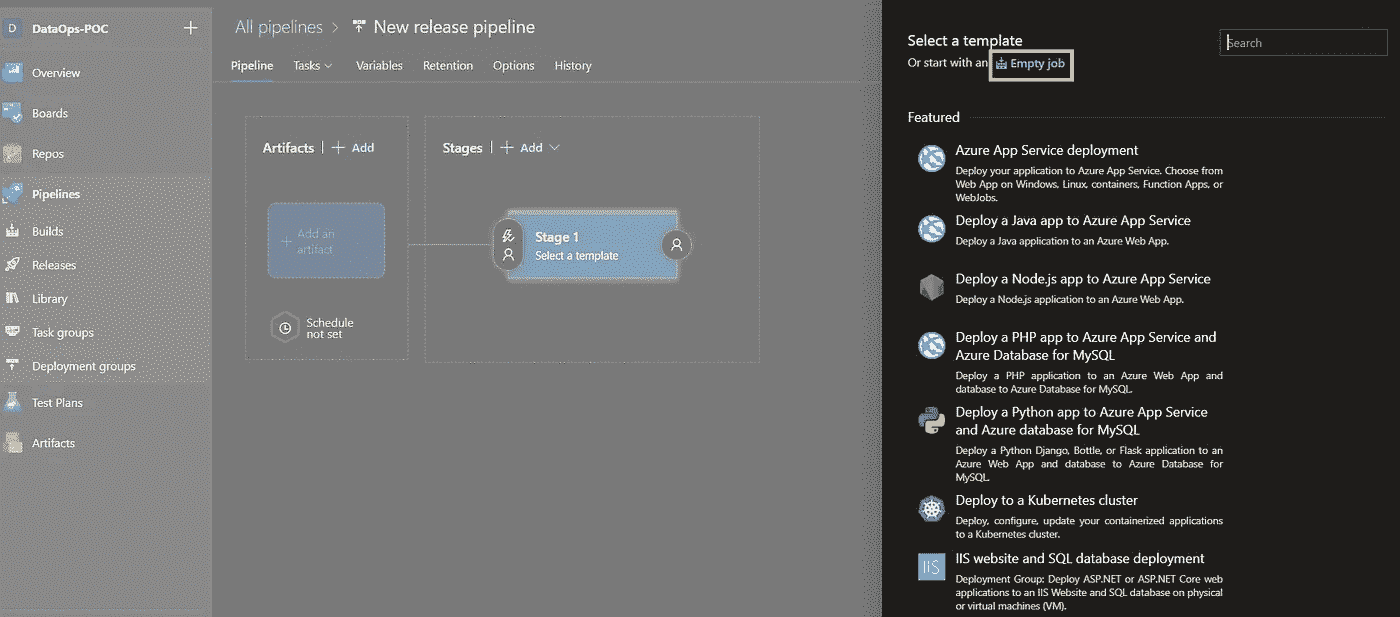 D DataOps-POC
Overview
Boards
Repos
Pipelines
Builds
Releases
Library
Task groups
Deployment groups
Test Plans
Artifacts
All pipelines > New release pipeline
Pipeline Tasks Variables Retention Options History
Artifacts | + Add
+ Add an
artifact
Schedule
not set
Stages | + Add
Stage 1
Select a template
Select a template
Or start with an Empty job
Search
Featured
Azure App Service deployment
Deploy your application to Azure App Service. Choose from
Web App on Windows, Linux, containers, Function Apps, or
WebJobs.
Deploy a Java app to Azure App Service
Deploy a Java application to an Azure Web App.
Deploy a Node.js app to Azure App Service
Deploy a Node.js application to an Azure Web App.
Deploy a PHP app to Azure App Service and
Azure Database for MySQL
Deploy a PHP application to an Azure Web App and
database to Azure Database for MySQL.
Deploy a Python app to Azure App Service
and Azure database for MySQL
Deploy a Python Django, Bottle, or Flask application to an
Azure Web App and database to Azure Database for
MySQL.
Deploy to a Kubernetes cluster
Deploy, configure, update your containerized applications
to a Kubernetes cluster.
IIS
IIS website and SQL database deployment
Deployment Group: Deploy ASP.NET or ASP.NET Core web
applications to an IIS Website and SQL database on physical
or virtual machines (VM).